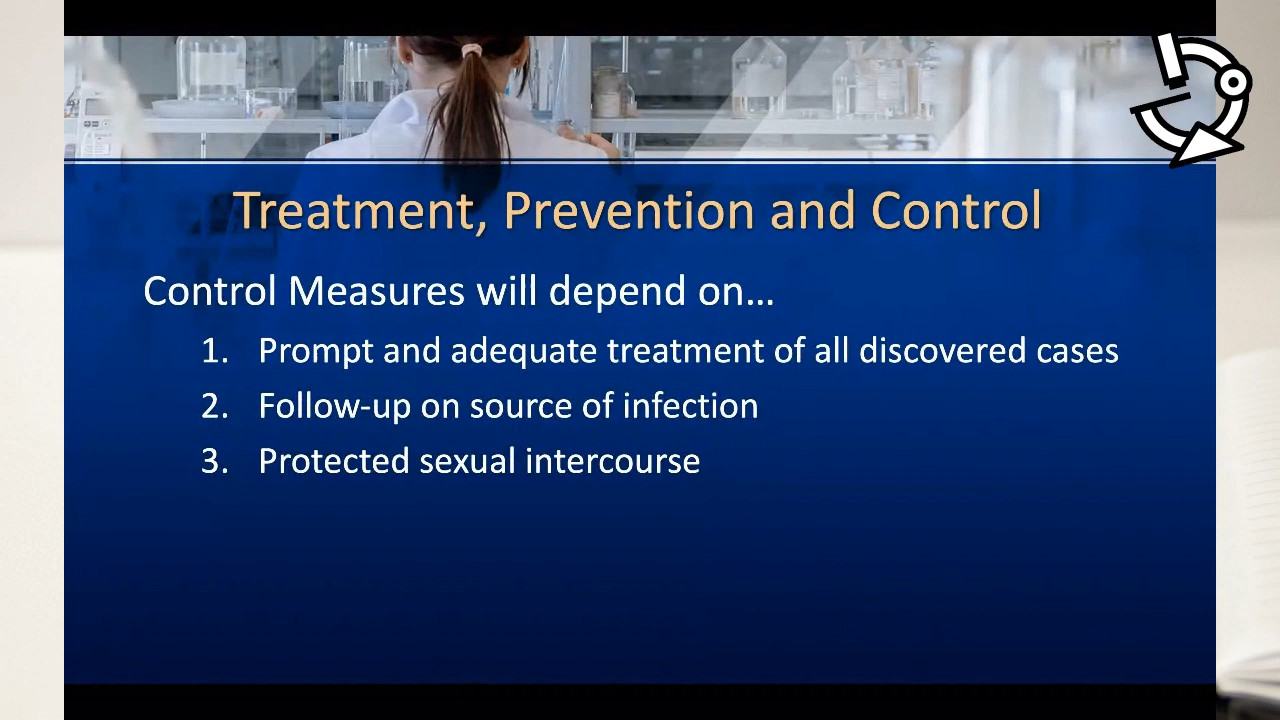 Treatment, Prevention and Control
Control Measures will depend on...
1. Prompt and adequate treatment of all discovered cases
2. Follow-up on source of infection
3. Protected sexual intercourse